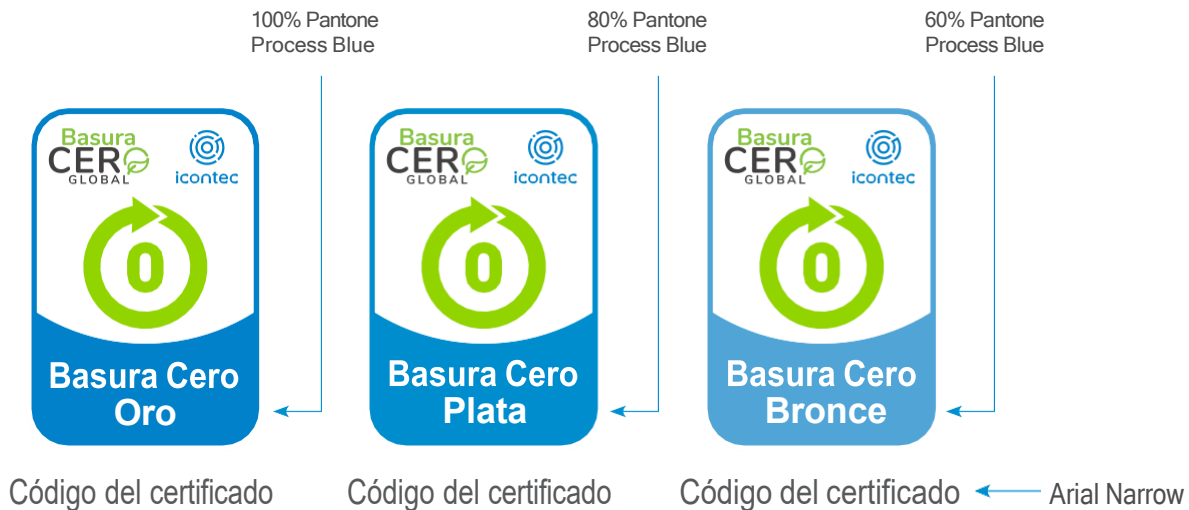 100% Pantone
Process Blue
80% Pantone
Process Blue
60% Pantone
Process Blue
Basura
CERO
GLOBAL
icontec
0
Basura Cero
Oro
Basura
CERO
GLOBAL
icontec
0
Basura Cero
Plata
Basura
CERO
GLOBAL
icontec
0
Basura Cero
Bronce
Código del certificado
Código del certificado
Código del certificado
Arial Narrow